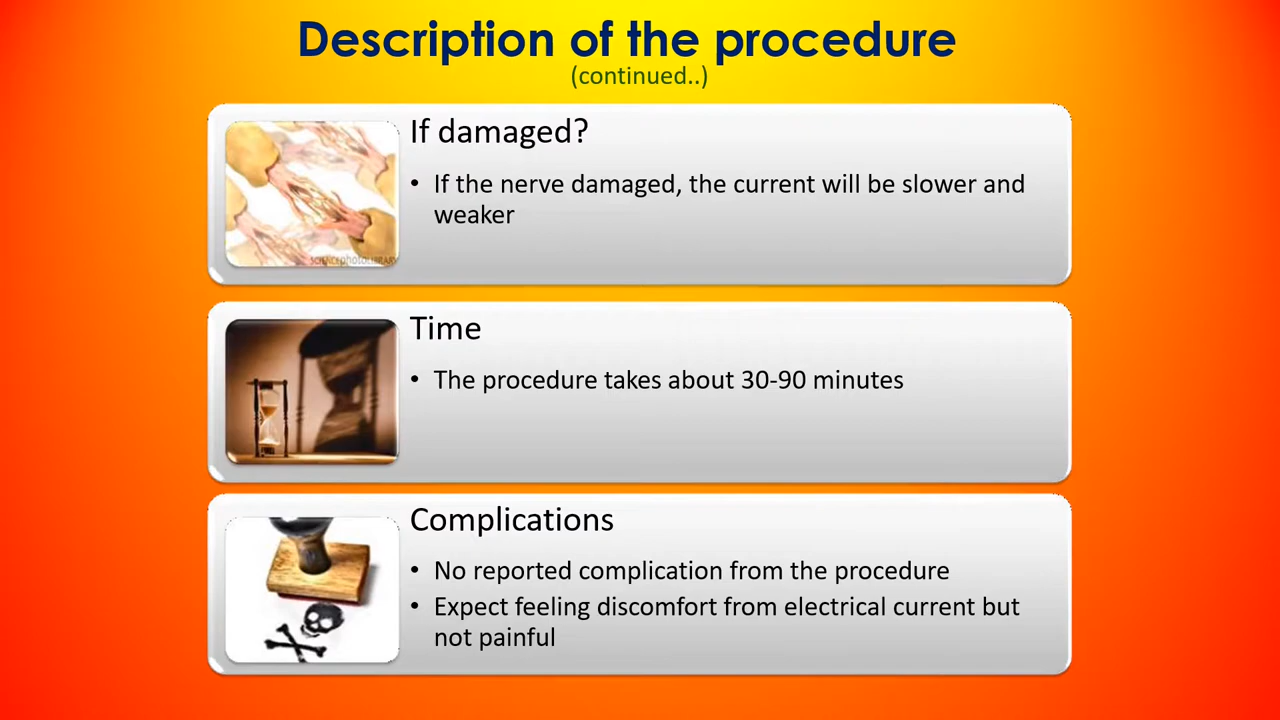 Description of the procedure
(continued..)
If damaged?
• If the nerve damaged, the current will be slower and
weaker
SCIENCEphotoLIBRARY
Time
• The procedure takes about 30-90 minutes
Complications
• No reported complication from the procedure
• Expect feeling discomfort from electrical current but
not painful